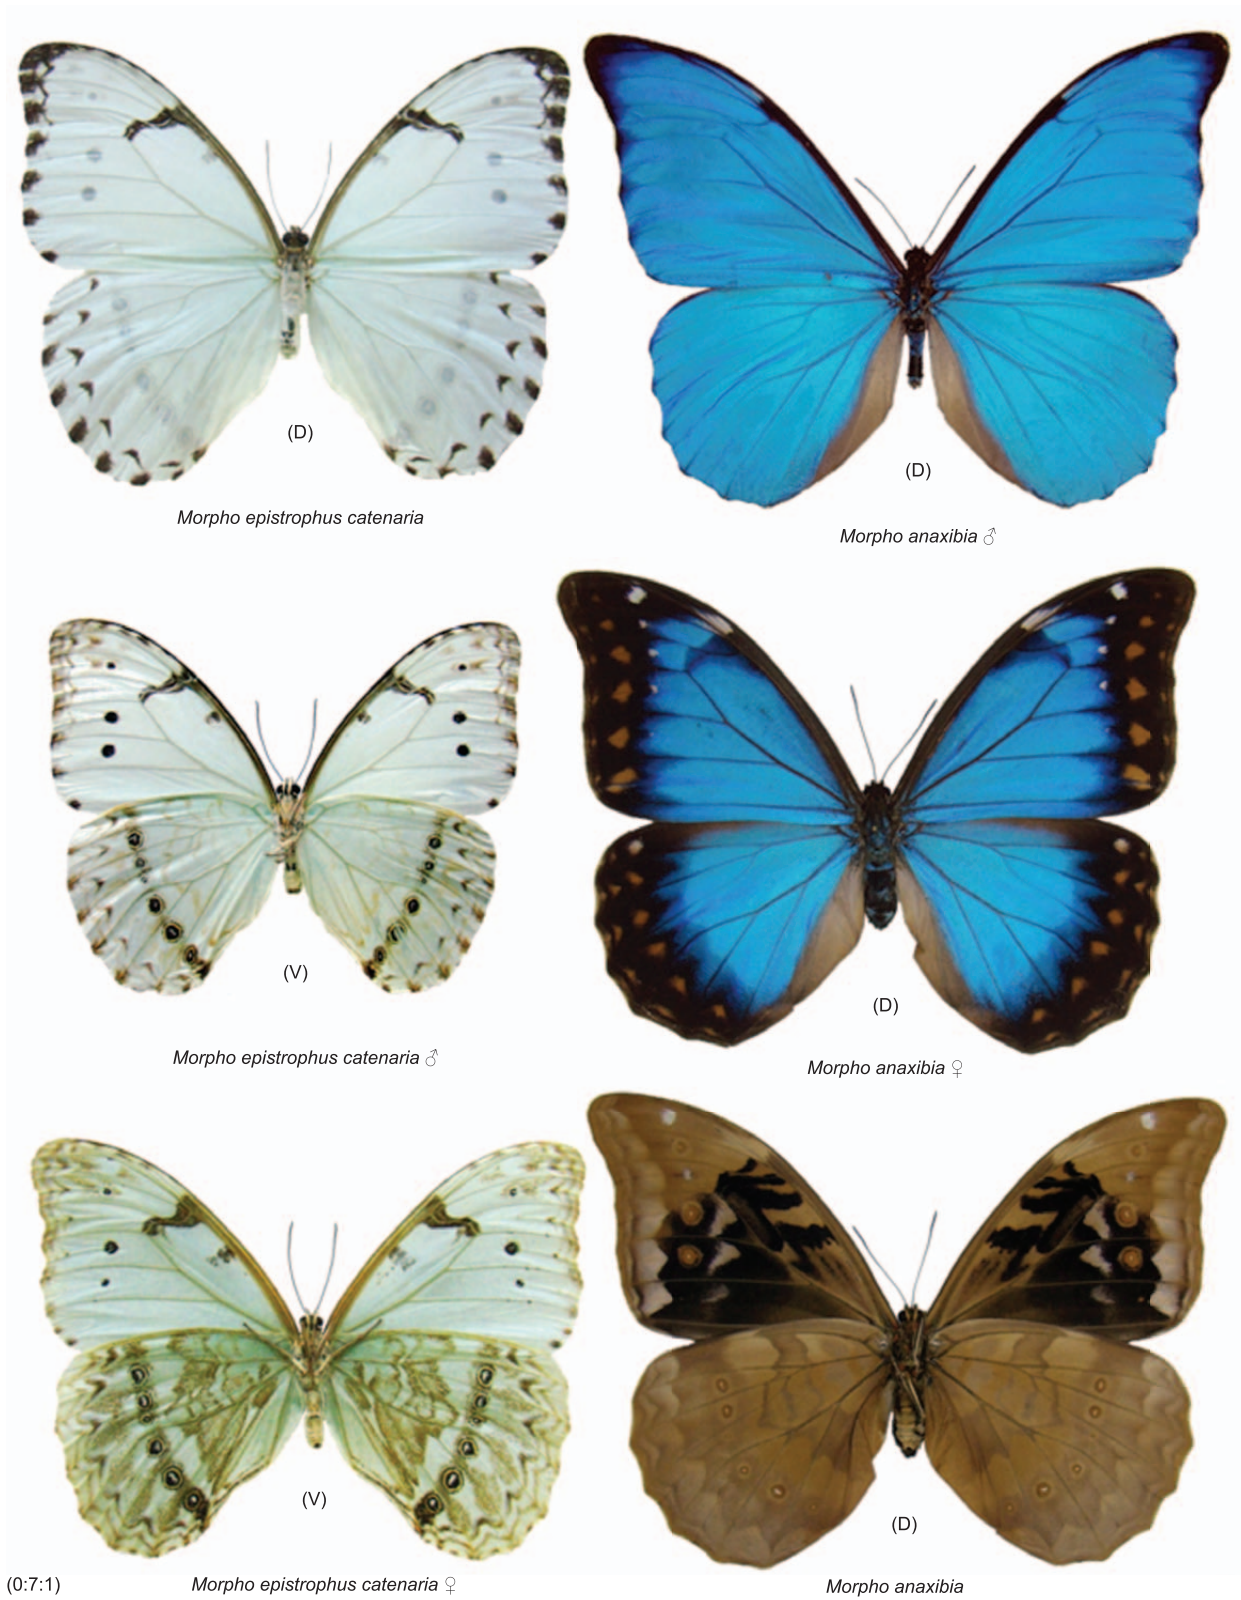 (D)
Morpho epistrophus catenaria
(D)
Morpho anaxibia ♂
(V)
Morpho epistrophus catenaria ♂
(D)
Morpho anaxibia ♀
(V)
Morpho epistrophus catenaria ♀
(D)
Morpho anaxibia
(0:7:1)